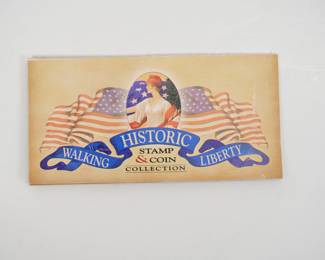 HISTORIC
WALKING STAMP LIBERTY
& COIN
COLLECTION